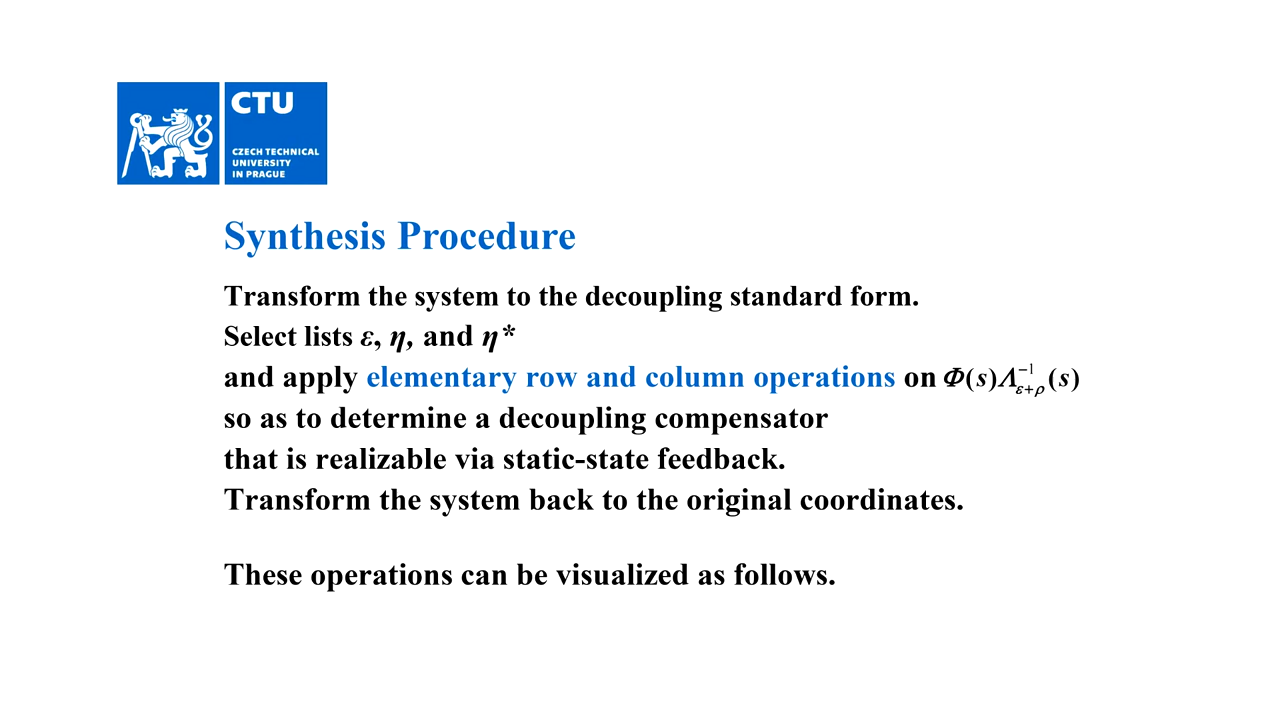 CTU
CZECH TECHNICAL
UNIVERSITY
IN PRAGUE
Synthesis Procedure
Transform the system to the decoupling standard form.
Select lists ε, η, and η*
and apply elementary row and column operations on Φ(s)Λ⁻¹_{ε+ρ}(s)
so as to determine a decoupling compensator
that is realizable via static-state feedback.
Transform the system back to the original coordinates.
These operations can be visualized as follows.